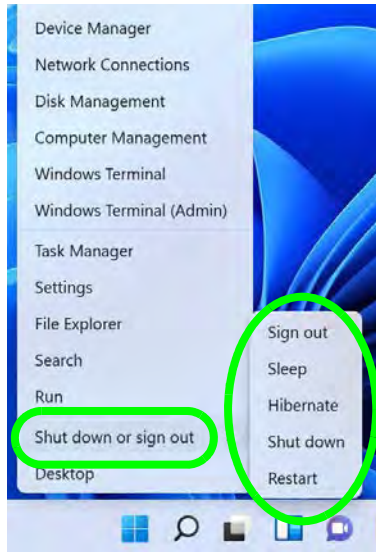 Device Manager
Network Connections
Disk Management
Computer Management
Windows Terminal
Windows Terminal (Admin)
Task Manager
Settings
File Explorer
Search
Run
Shut down or sign out
Desktop
Sign out
Sleep
Hibernate
Shut down
Restart